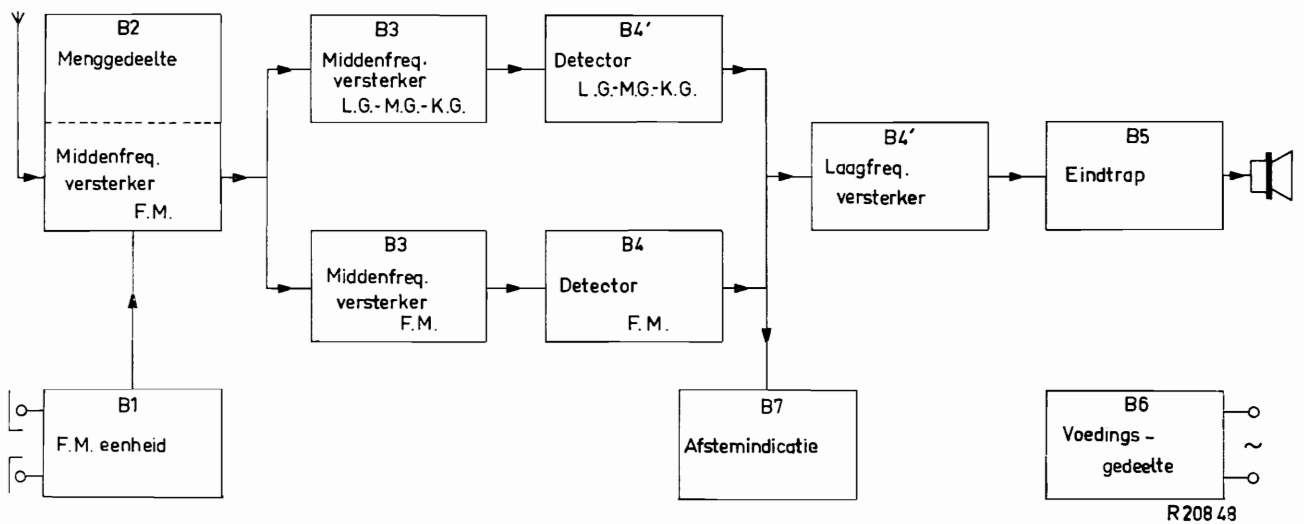 B2
Menggedeelte
Middenfreq.
versterker
F.M.
B3
Middenfreq.
versterker
L.G.-M.G.-K.G.
B4'
Detector
L.G.-M.G.-K.G.
B4'
Laagfreq.
versterker
B5
Eindtrap
B3
Middenfreq.
versterker
F.M.
B4
Detector
F.M.
B1
F.M. eenheid
B7
Afstemindicatie
B6
Voedings-
gedeelte
~
R 208 48